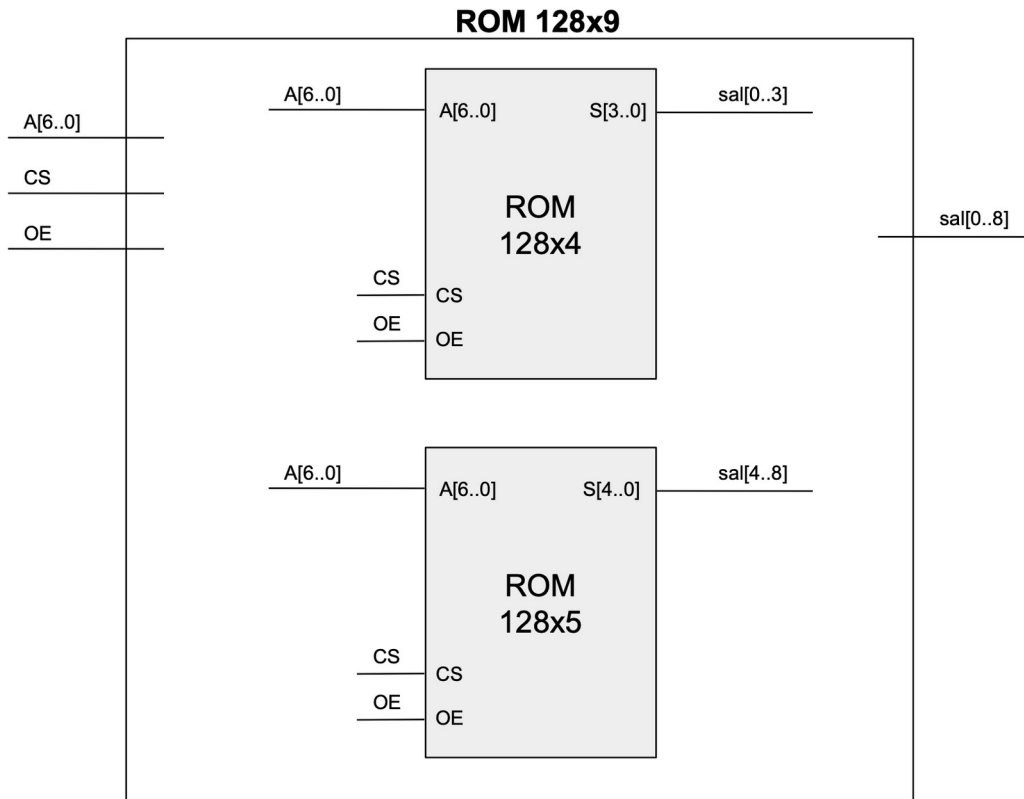 ROM 128x9
A[6..0]
CS
OE
A[6..0]
A[6..0]
S[3..0]
sal[0..3]
ROM
128x4
CS
CS
OE
OE
sal[0..8]
A[6..0]
A[6..0]
S[4..0]
sal[4..8]
ROM
128x5
CS
CS
OE
OE